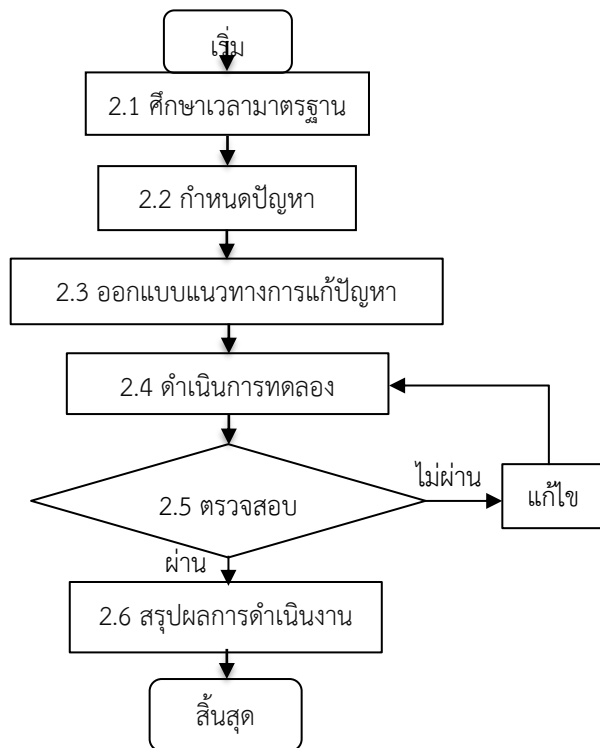 เริ่ม
2.1 ศึกษาเวลามาตรฐาน
2.2 กำหนดปัญหา
2.3 ออกแบบแนวทางการแก้ปัญหา
2.4 ดำเนินการทดลอง
ไม่ผ่าน
2.5 ตรวจสอบ
แก้ไข
ผ่าน
2.6 สรุปผลการดำเนินงาน
สิ้นสุด